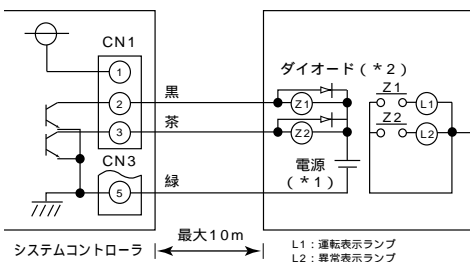 CN1
1
2
3
CN3
5
黒
茶
緑
ダイオード(*2)
Z1
Z2
電源
(*1)
Z1
L1
Z2
L2
システムコントローラ
最大10m
L1:運転表示ランプ
L2:異常表示ランプ